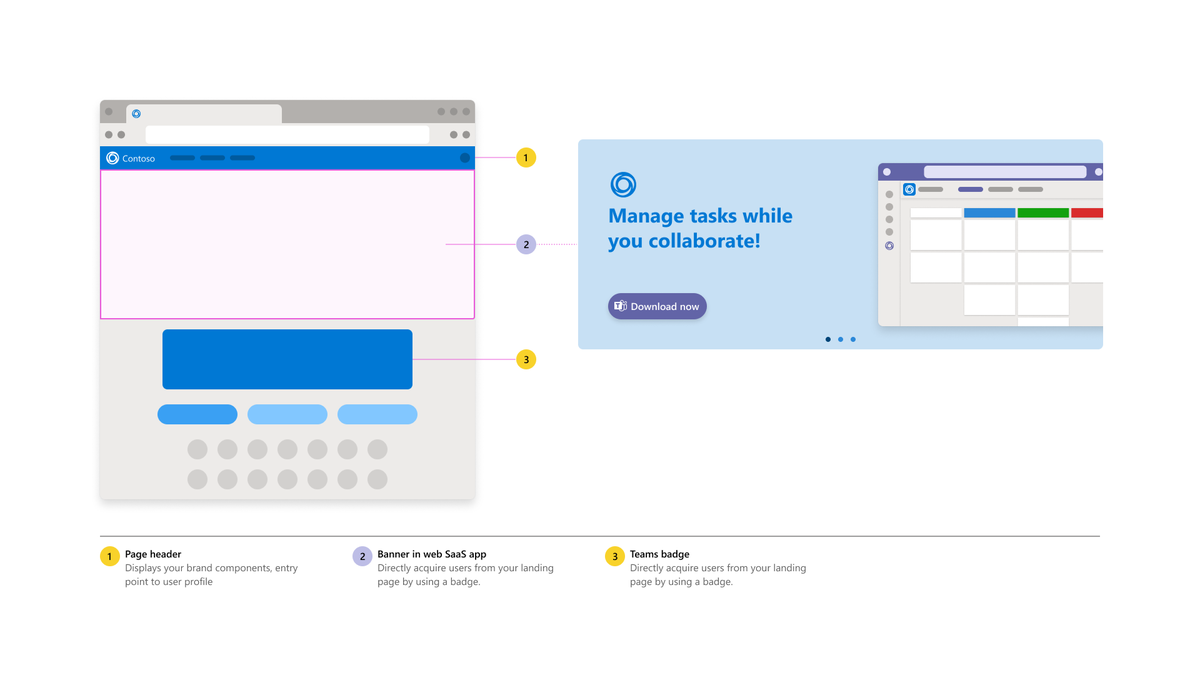 Contoso
1
2
3
Manage tasks while
you collaborate!
Download now
1 Page header
Displays your brand components, entry
point to user profile
2 Banner in web SaaS app
Directly acquire users from your landing
page by using a badge.
3 Teams badge
Directly acquire users from your landing
page by using a badge.